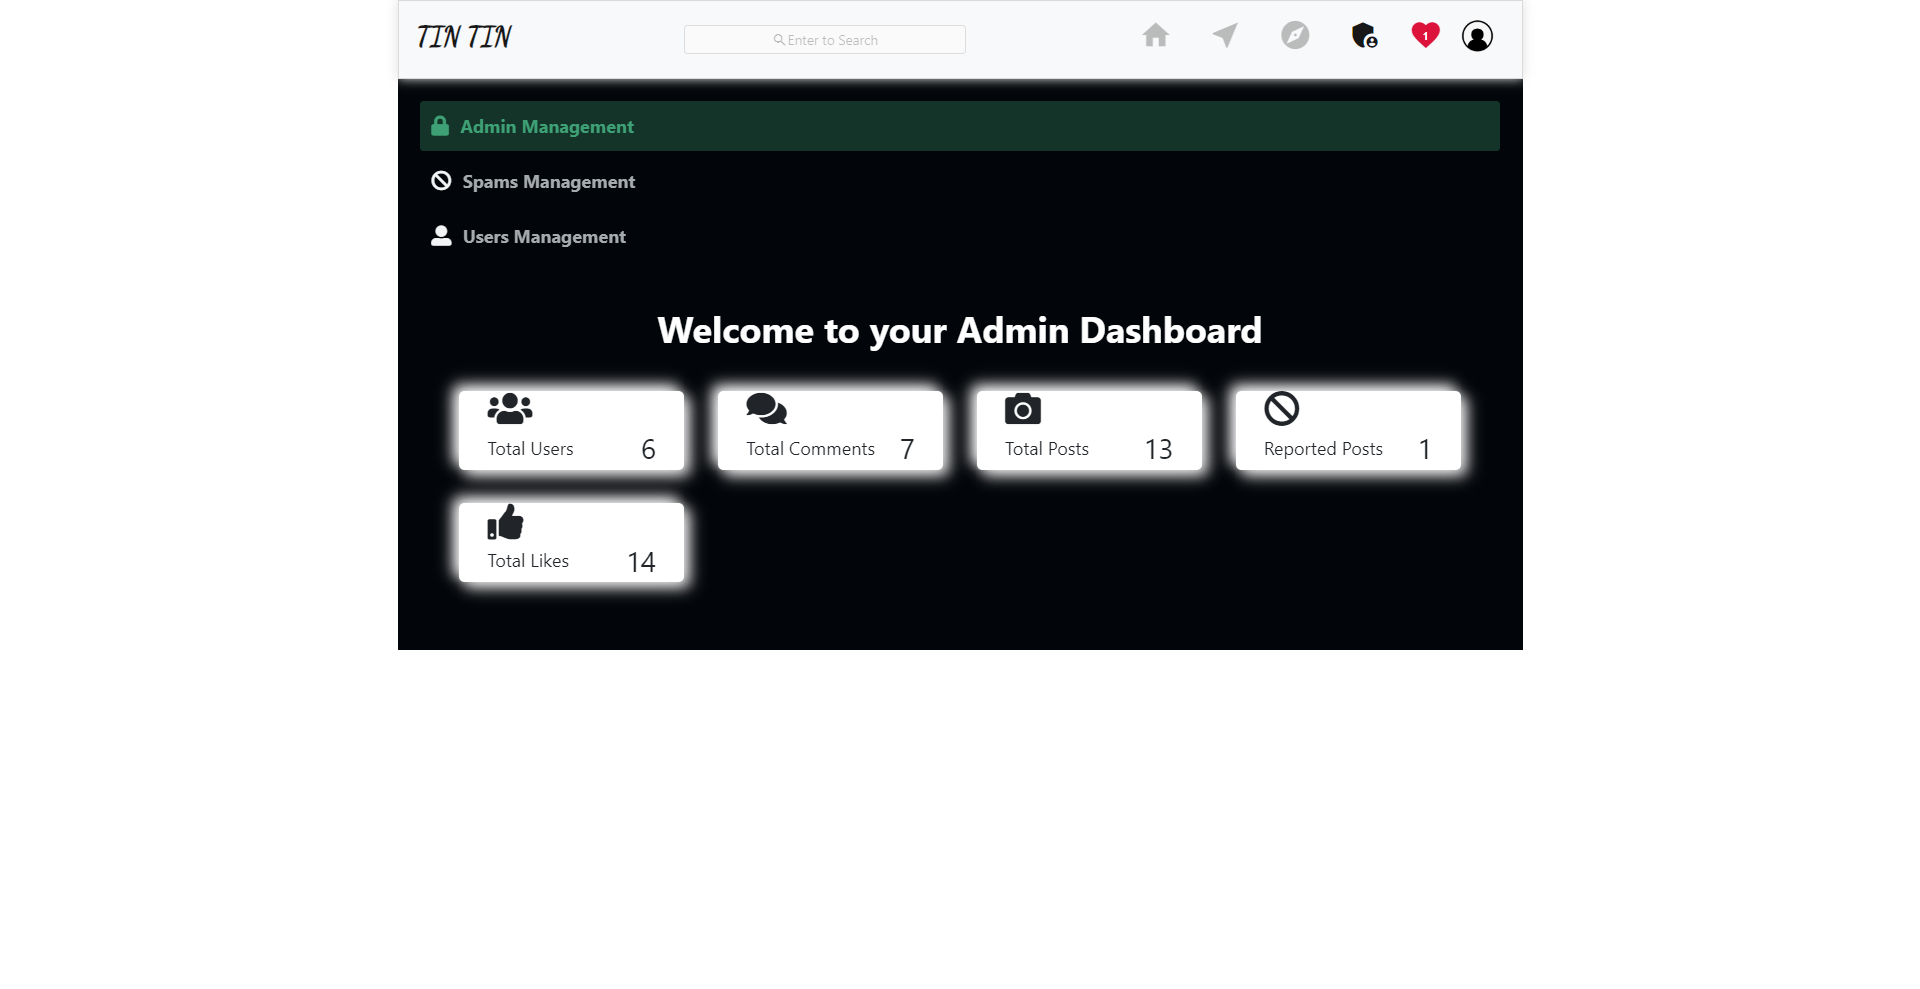 TIN TIN
Enter to Search
1
Admin Management
Spams Management
Users Management
Welcome to your Admin Dashboard
Total Users 6
Total Comments 7
Total Posts 13
Reported Posts 1
Total Likes 14